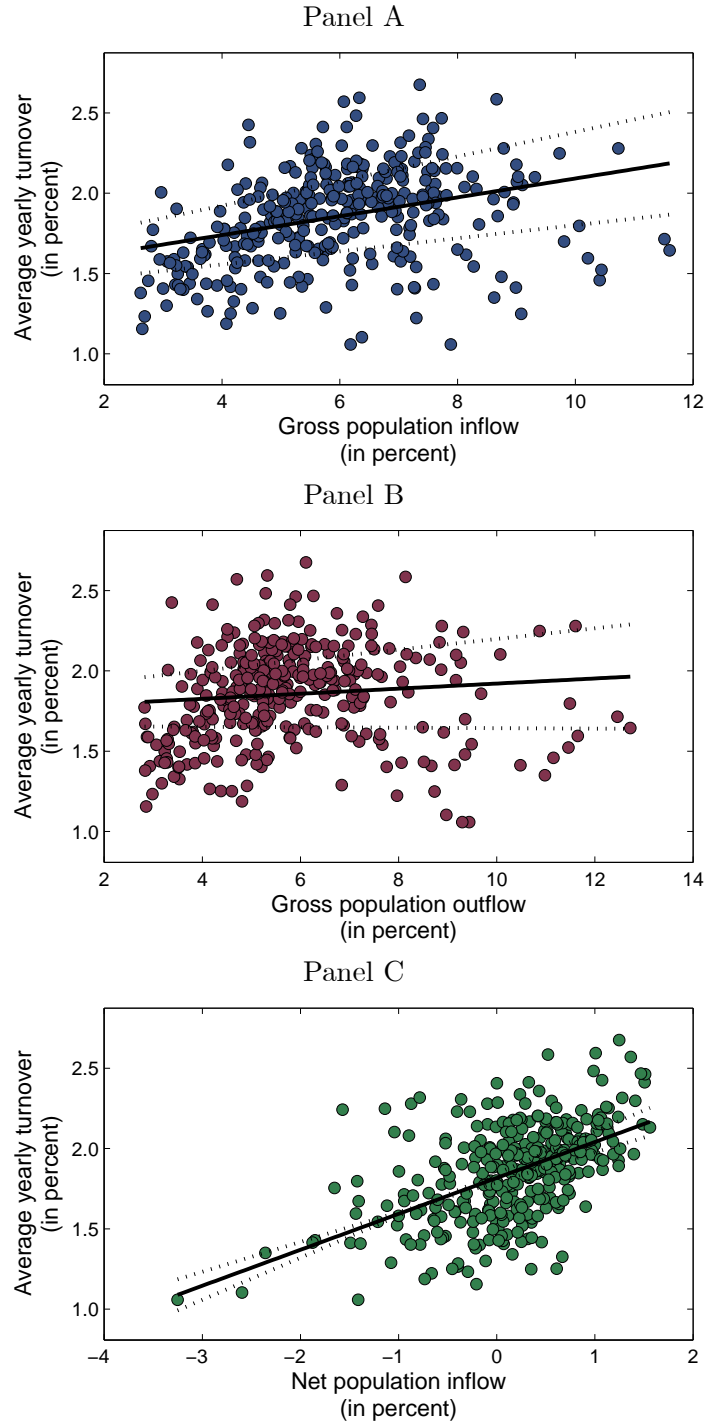 Panel A
Average yearly turnover
(in percent)
2.5
2.0
1.5
1.0
2 4 6 8 10 12
Gross population inflow
(in percent)
Panel B
Average yearly turnover
(in percent)
2.5
2.0
1.5
1.0
2 4 6 8 10 12 14
Gross population outflow
(in percent)
Panel C
Average yearly turnover
(in percent)
2.5
2.0
1.5
1.0
−4 −3 −2 −1 0 1 2
Net population inflow
(in percent)